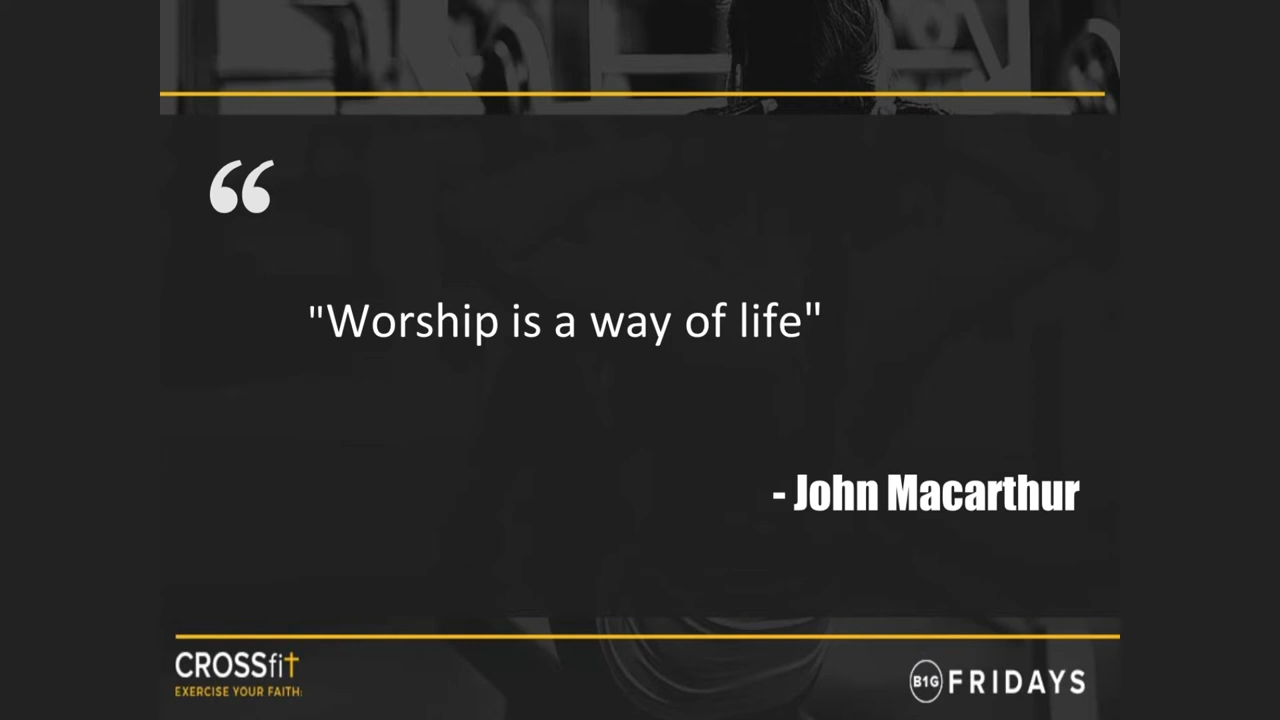 “
"Worship is a way of life"
- John Macarthur
CROSSfit
EXERCISE YOUR FAITH:
B1G FRIDAYS